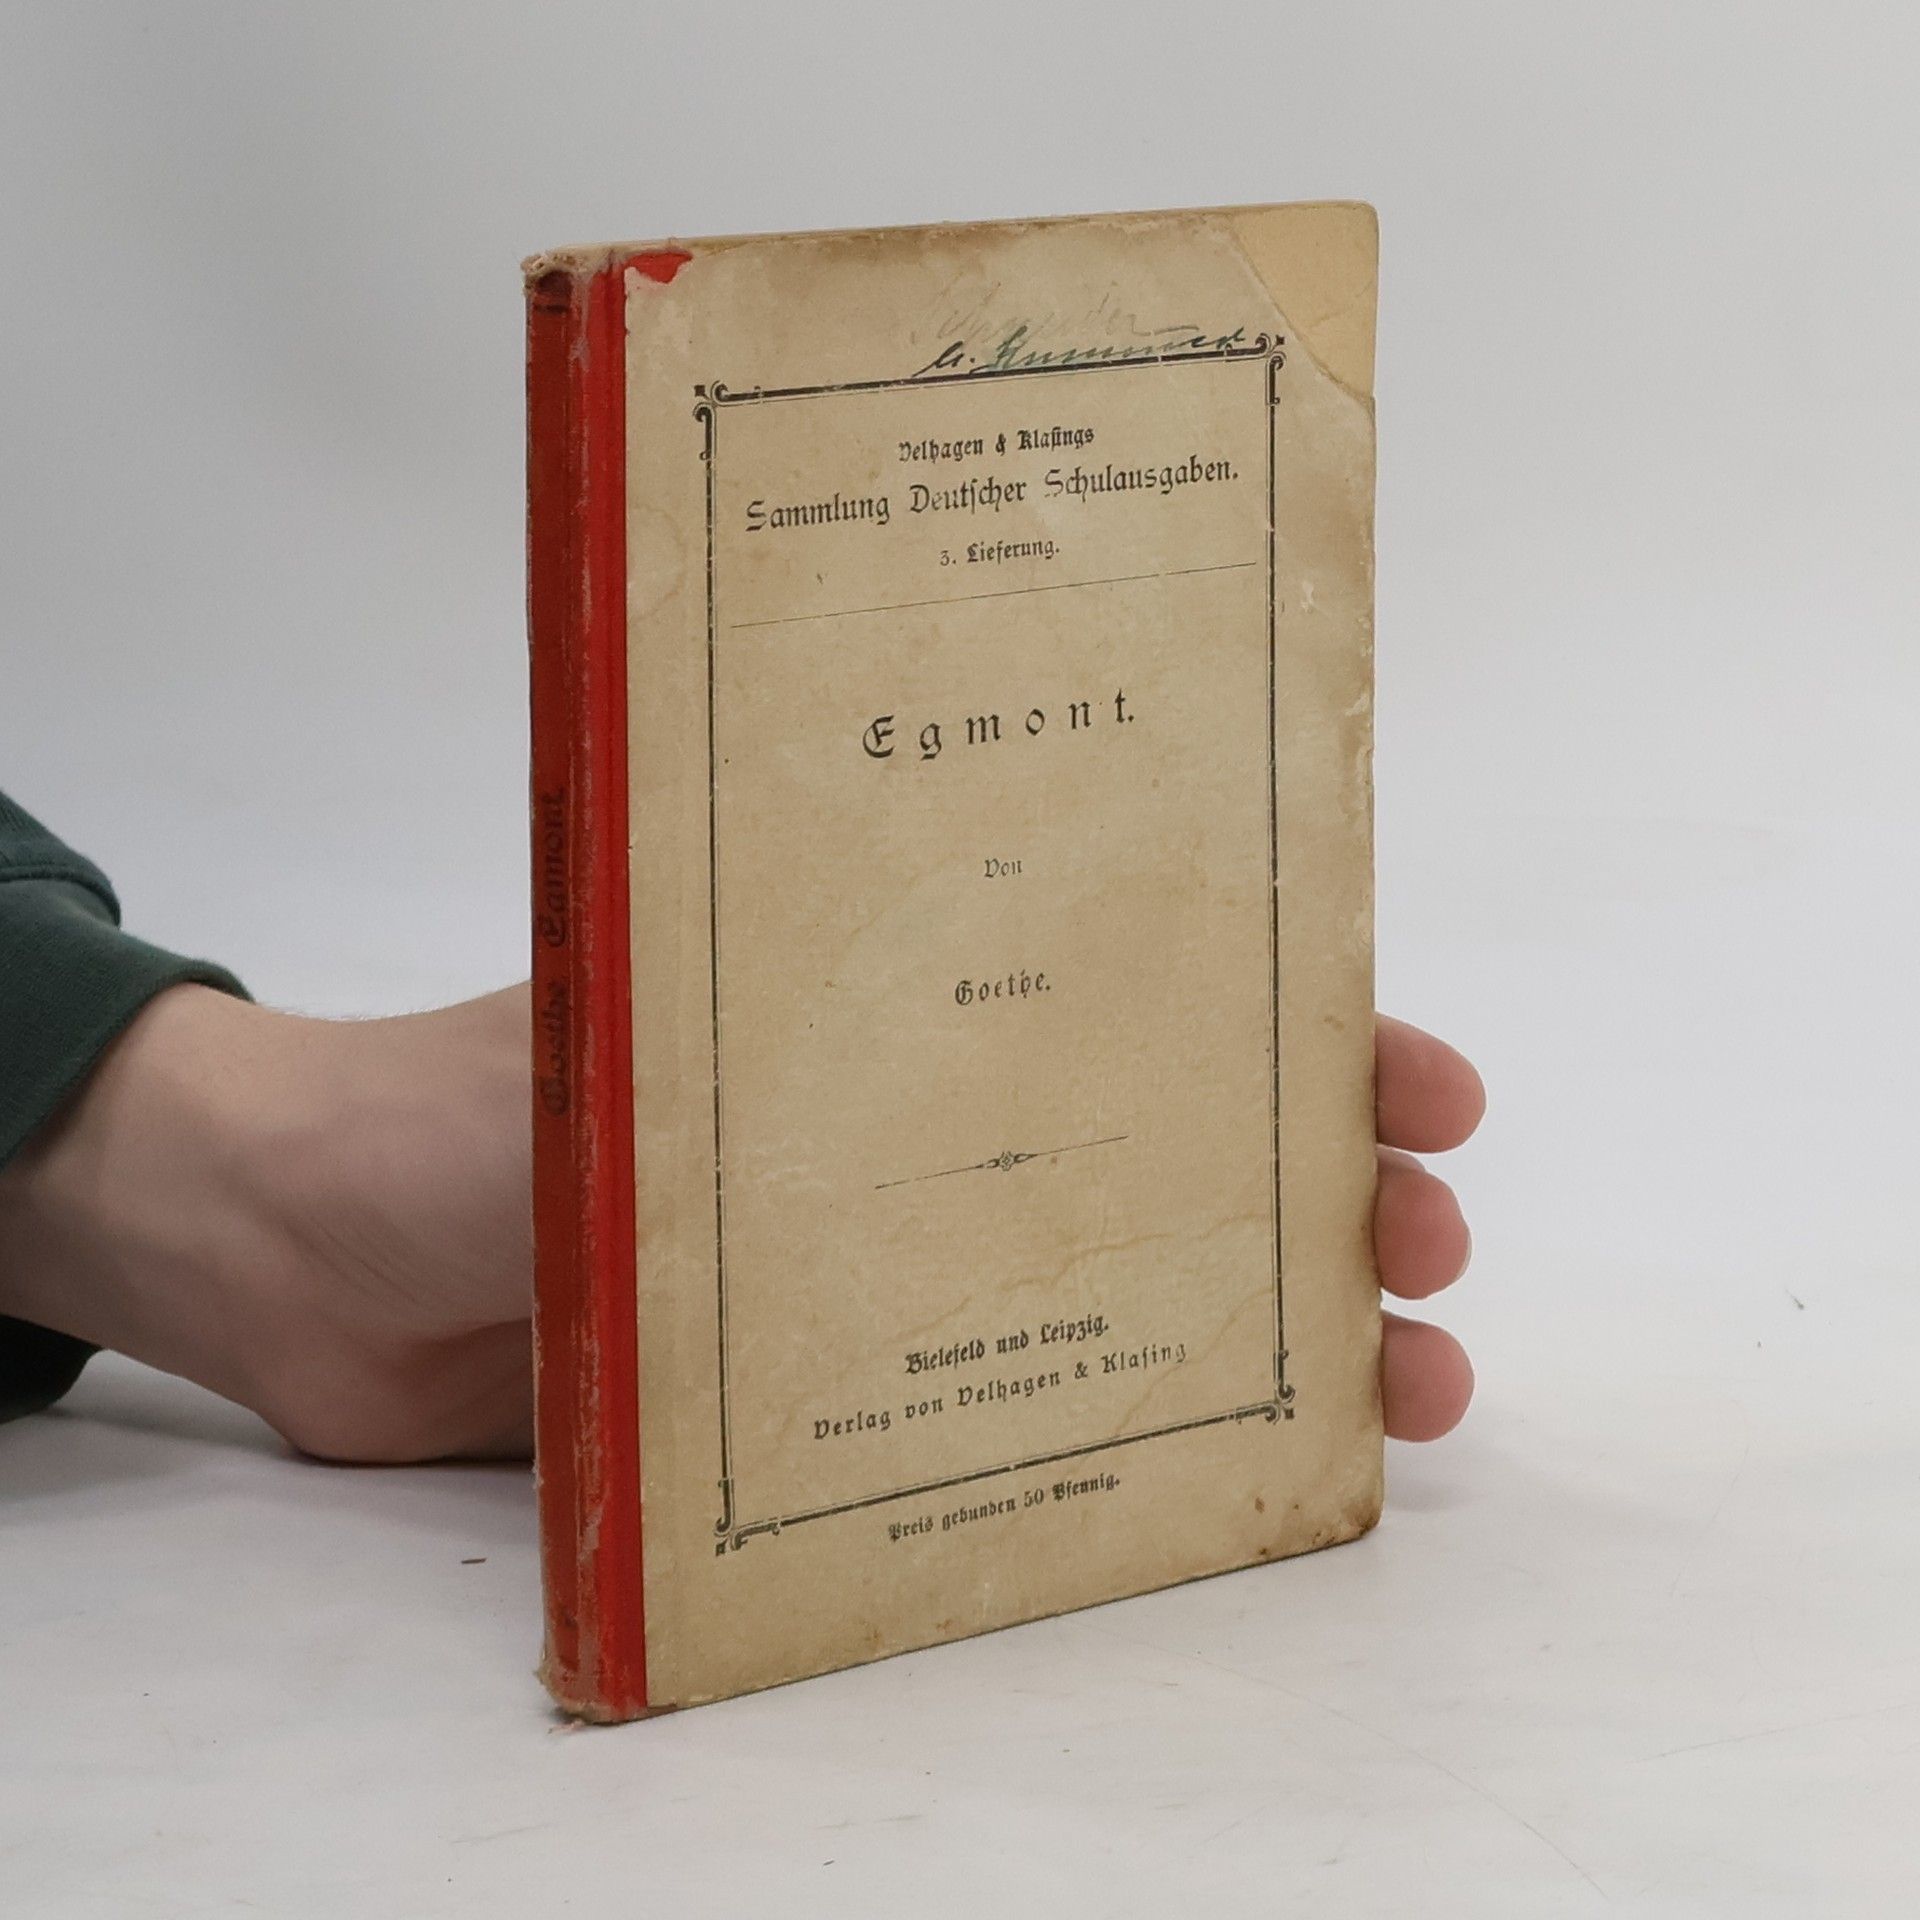 Velhagen & Klasings
Sammlung Deutscher Schulausgaben.
3. Lieferung.
Egmont.
Von
Goethe.
Bielefeld und Leipzig.
Verlag von Velhagen & Klasing
Preis gebunden 50 Pfennig.
Goethe Egmont